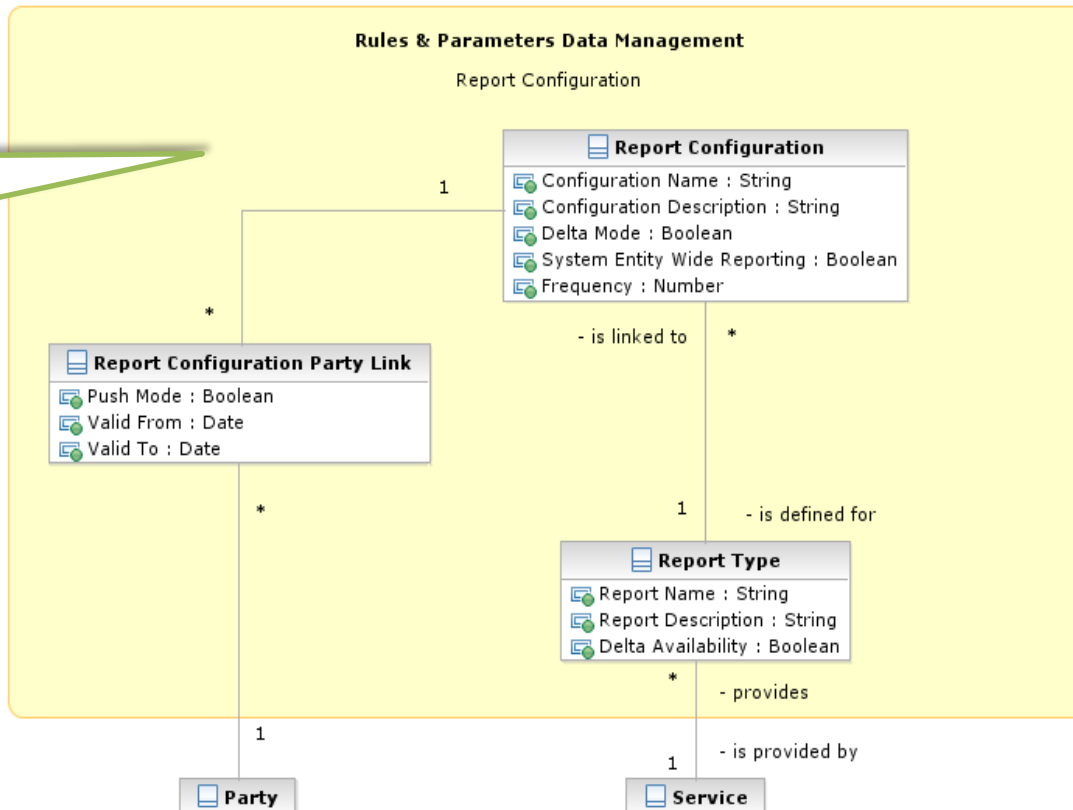 Rules & Parameters Data Management
Report Configuration
Report Configuration
Configuration Name : String
Configuration Description : String
Delta Mode : Boolean
System Entity Wide Reporting : Boolean
Frequency : Number
1
*
- is linked to
*
Report Configuration Party Link
Push Mode : Boolean
Valid From : Date
Valid To : Date
*
1
- is defined for
Report Type
Report Name : String
Report Description : String
Delta Availability : Boolean
*
- provides
1
- is provided by
1
Party
Service